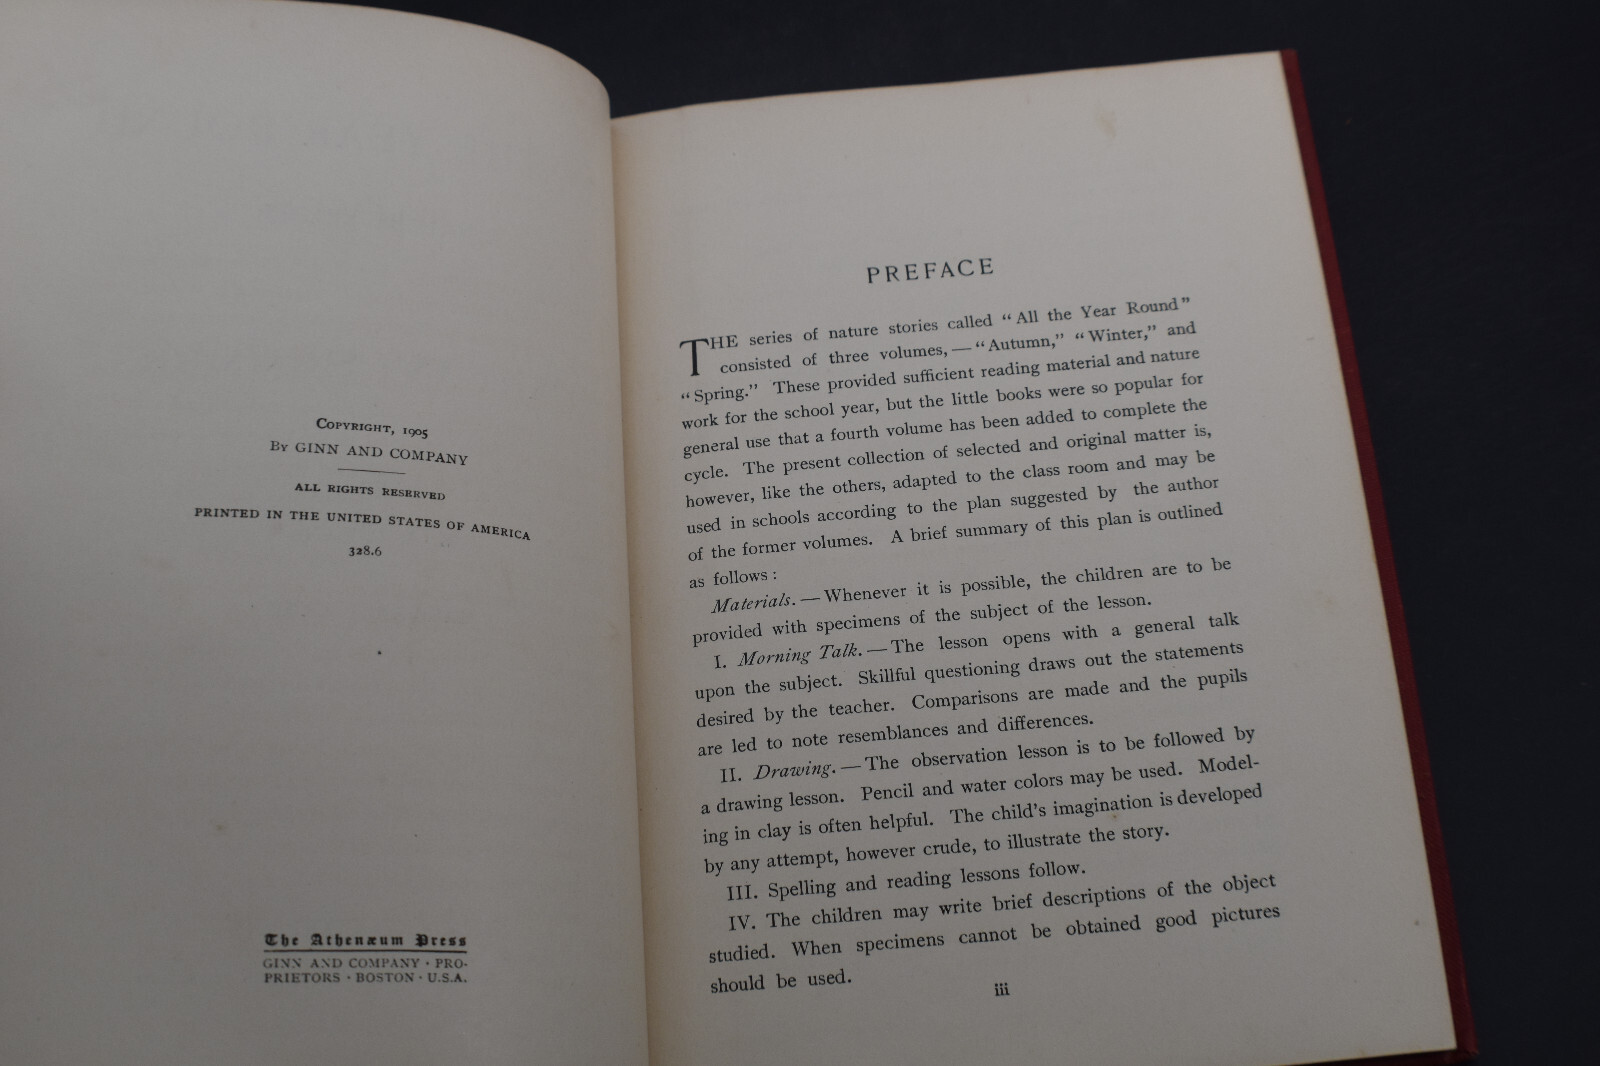 COPYRIGHT, 1905
BY GINN AND COMPANY
ALL RIGHTS RESERVED
PRINTED IN THE UNITED STATES OF AMERICA
328.6
The Athenæum Press
GINN AND COMPANY · PRO-
PRIETORS · BOSTON · U.S.A.
PREFACE
THE series of nature stories called “All the Year Round”
consisted of three volumes, — “Autumn,” “Winter,” and
“Spring.” These provided sufficient reading material and nature
work for the school year, but the little books were so popular for
general use that a fourth volume has been added to complete the
cycle. The present collection of selected and original matter is,
however, like the others, adapted to the class room and may be
used in schools according to the plan suggested by the author
of the former volumes. A brief summary of this plan is outlined
as follows:
Materials. — Whenever it is possible, the children are to be
provided with specimens of the subject of the lesson.
I. Morning Talk. — The lesson opens with a general talk
upon the subject. Skillful questioning draws out the statements
desired by the teacher. Comparisons are made and the pupils
are led to note resemblances and differences.
II. Drawing. — The observation lesson is to be followed by
a drawing lesson. Pencil and water colors may be used. Model-
ing in clay is often helpful. The child’s imagination is developed
by any attempt, however crude, to illustrate the story.
III. Spelling and reading lessons follow.
IV. The children may write brief descriptions of the object
studied. When specimens cannot be obtained good pictures
should be used.
iii